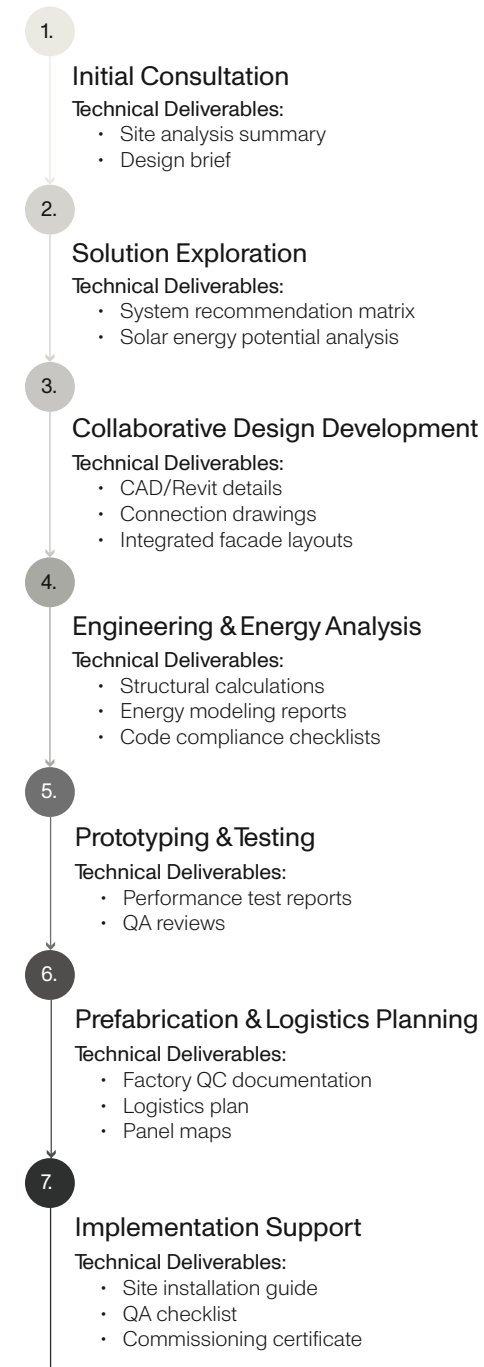 1.
Initial Consultation
Technical Deliverables:
• Site analysis summary
• Design brief
2.
Solution Exploration
Technical Deliverables:
• System recommendation matrix
• Solar energy potential analysis
3.
Collaborative Design Development
Technical Deliverables:
• CAD/Revit details
• Connection drawings
• Integrated facade layouts
4.
Engineering & Energy Analysis
Technical Deliverables:
• Structural calculations
• Energy modeling reports
• Code compliance checklists
5.
Prototyping & Testing
Technical Deliverables:
• Performance test reports
• QA reviews
6.
Prefabrication & Logistics Planning
Technical Deliverables:
• Factory QC documentation
• Logistics plan
• Panel maps
7.
Implementation Support
Technical Deliverables:
• Site installation guide
• QA checklist
• Commissioning certificate